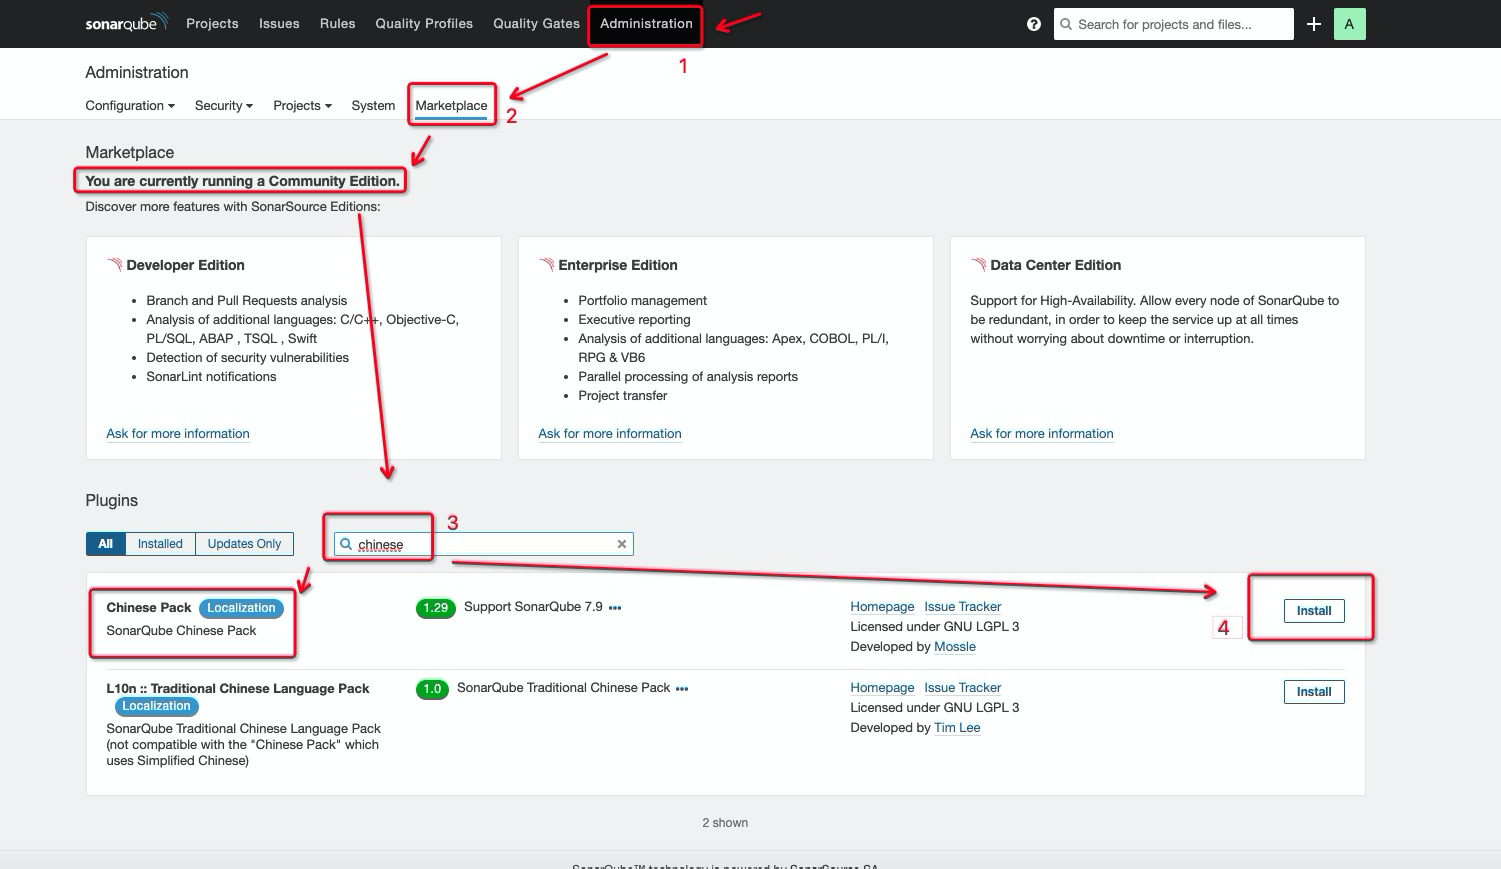 sonarqube Projects Issues Rules Quality Profiles Quality Gates Administration ? Search for projects and files... + A
1
Administration
Configuration Security Projects System Marketplace
2
Marketplace
You are currently running a Community Edition.
Discover more features with SonarSource Editions:
Developer Edition
• Branch and Pull Requests analysis
• Analysis of additional languages: C/C++, Objective-C,
PL/SQL, ABAP , TSQL , Swift
• Detection of security vulnerabilities
• SonarLint notifications
Ask for more information
Enterprise Edition
• Portfolio management
• Executive reporting
• Analysis of additional languages: Apex, COBOL, PL/I,
RPG & VB6
• Parallel processing of analysis reports
• Project transfer
Ask for more information
Data Center Edition
Support for High-Availability. Allow every node of SonarQube to
be redundant, in order to keep the service up at all times
without worrying about downtime or interruption.
Ask for more information
Plugins
3
All Installed Updates Only chinese
Chinese Pack Localization
SonarQube Chinese Pack
1.29 Support SonarQube 7.9 •••
Homepage Issue Tracker
Licensed under GNU LGPL 3
Developed by Mossle
4
Install
L10n :: Traditional Chinese Language Pack
Localization
SonarQube Traditional Chinese Language Pack
(not compatible with the "Chinese Pack" which
uses Simplified Chinese)
1.0 SonarQube Traditional Chinese Pack •••
Homepage Issue Tracker
Licensed under GNU LGPL 3
Developed by Tim Lee
Install
2 shown
SonarQube™ technology is powered by SonarSource SA